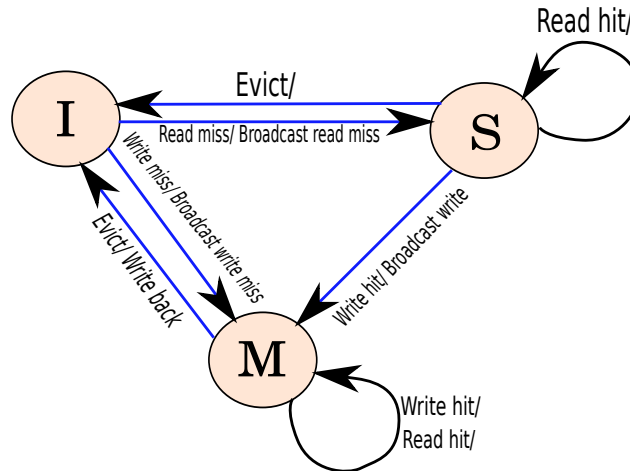 Read hit/
I
Evict/
S
Read miss/ Broadcast read miss
Write miss/ Broadcast write miss
Evict/ Write back
Write hit/ Broadcast write
M
Write hit/
Read hit/